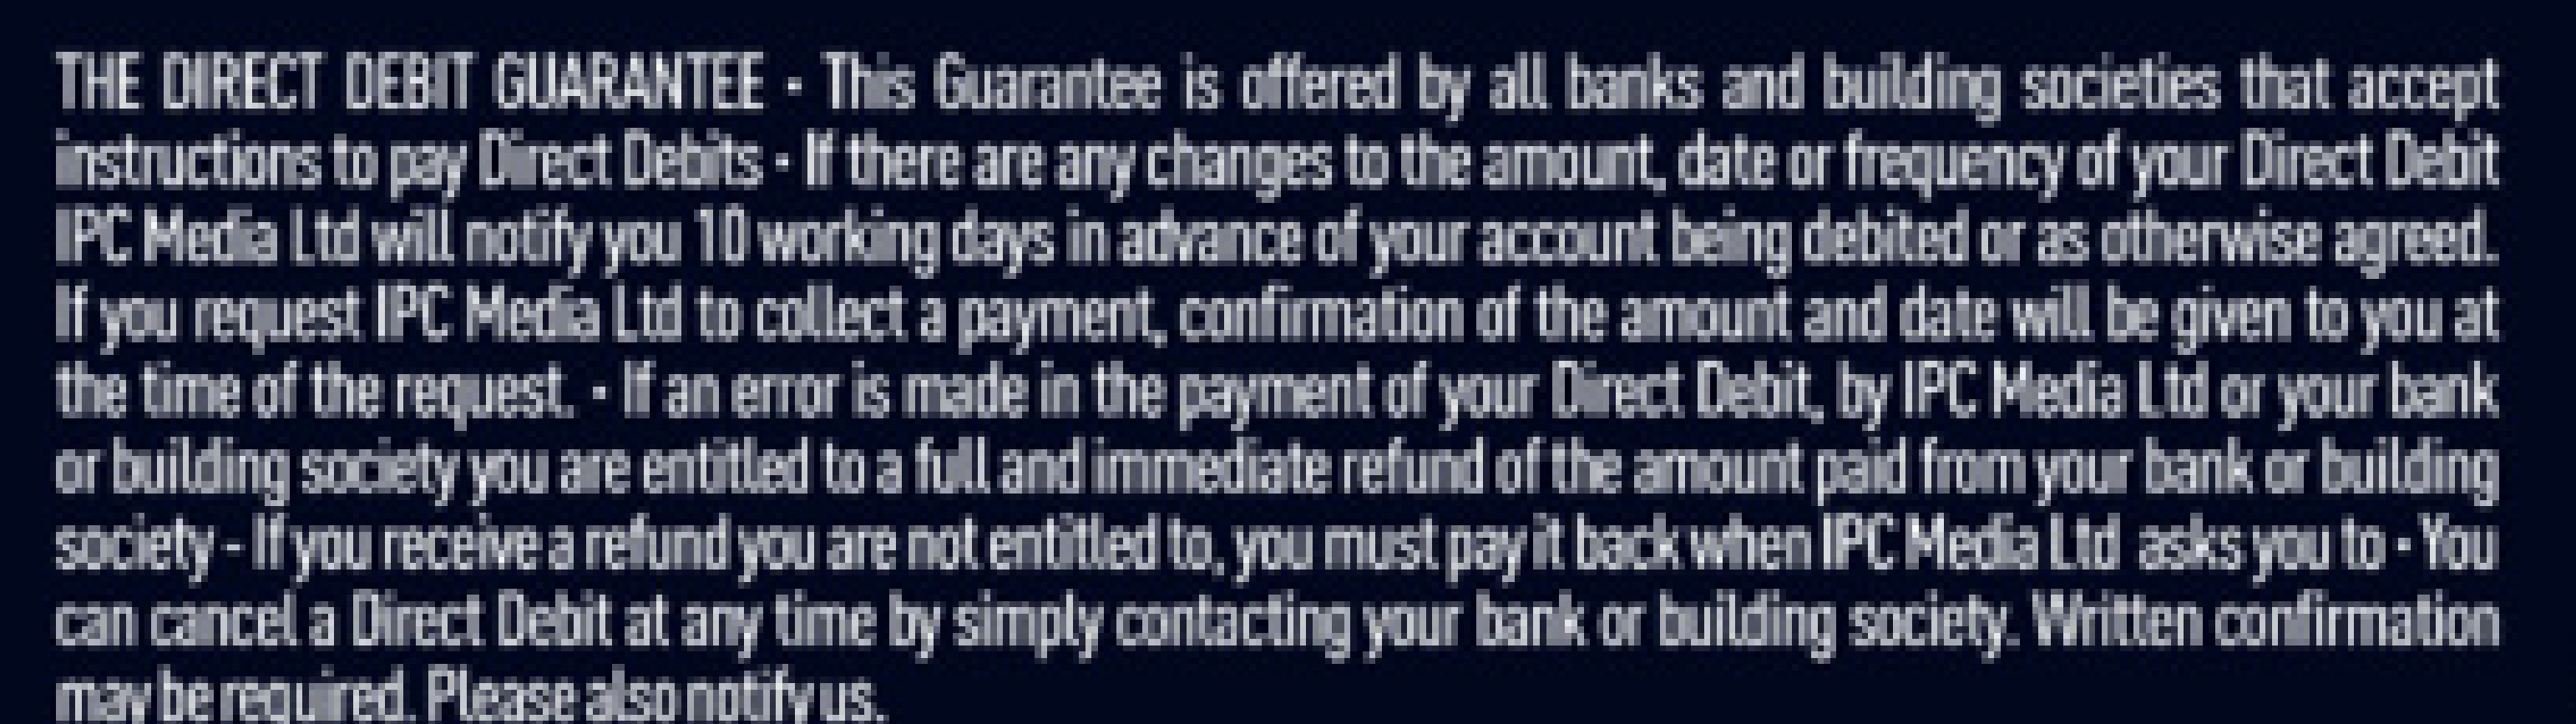 THE DIRECT DEBIT GUARANTEE • This Guarantee is offered by all banks and building societies that accept
instructions to pay Direct Debits • If there are any changes to the amount, date or frequency of your Direct Debit
IPC Media Ltd will notify you 10 working days in advance of your account being debited or as otherwise agreed.
If you request IPC Media Ltd to collect a payment, confirmation of the amount and date will be given to you at
the time of the request. • If an error is made in the payment of your Direct Debit, by IPC Media Ltd or your bank
or building society you are entitled to a full and immediate refund of the amount paid from your bank or building
society - If you receive a refund you are not entitled to, you must pay it back when IPC Media Ltd asks you to • You
can cancel a Direct Debit at any time by simply contacting your bank or building society. Written confirmation
may be required. Please also notify us.